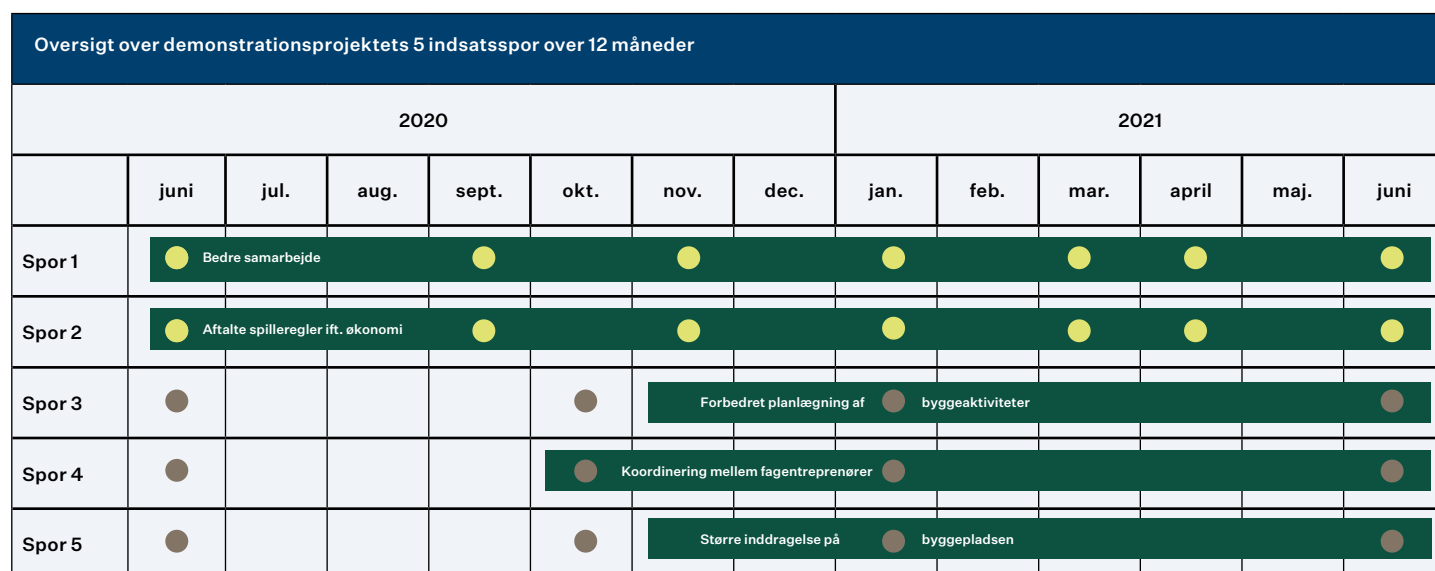 Oversigt over demonstrationsprojektets 5 indsatsspor over 12 måneder
2020 2021
juni jul. aug. sept. okt. nov. dec. jan. feb. mar. april maj. juni
Spor 1 Bedre samarbejde
Spor 2 Aftalte spilleregler ift. økonomi
Spor 3 Forbedret planlægning af byggeaktiviteter
Spor 4 Koordinering mellem fagentreprenører
Spor 5 Større inddragelse på byggepladsen